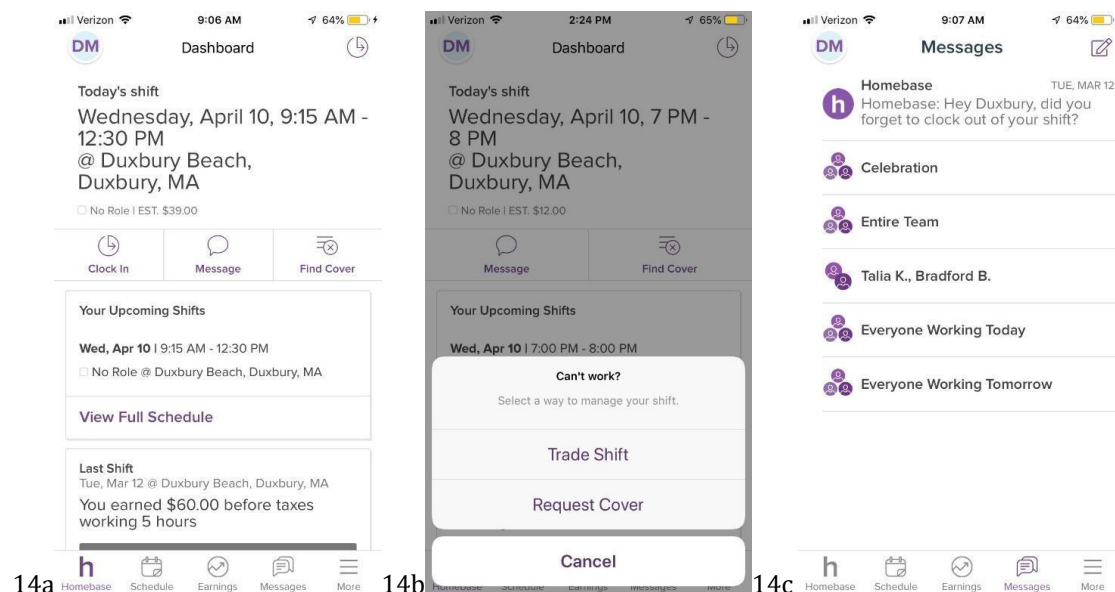 Verizon 9:06 AM 64%
DM Dashboard
Today's shift
Wednesday, April 10, 9:15 AM -
12:30 PM
@ Duxbury Beach,
Duxbury, MA
No Role | EST. $39.00
Clock In Message Find Cover
Your Upcoming Shifts
Wed, Apr 10 | 9:15 AM - 12:30 PM
No Role @ Duxbury Beach, Duxbury, MA
View Full Schedule
Last Shift
Tue, Mar 12 @ Duxbury Beach, Duxbury, MA
You earned $60.00 before taxes
working 5 hours
h
Homebase Schedule Earnings Messages More
14a
Verizon 2:24 PM 65%
DM Dashboard
Today's shift
Wednesday, April 10, 7 PM -
8 PM
@ Duxbury Beach,
Duxbury, MA
No Role | EST. $12.00
Message Find Cover
Your Upcoming Shifts
Wed, Apr 10 | 7:00 PM - 8:00 PM
Can't work?
Select a way to manage your shift.
Trade Shift
Request Cover
Cancel
Homebase Schedule Earnings Messages More
14b
Verizon 9:07 AM 64%
DM Messages
Homebase TUE, MAR 12
h
Homebase: Hey Duxbury, did you
forget to clock out of your shift?
Celebration
Entire Team
Talia K., Bradford B.
Everyone Working Today
Everyone Working Tomorrow
h
Homebase Schedule Earnings Messages More
14c